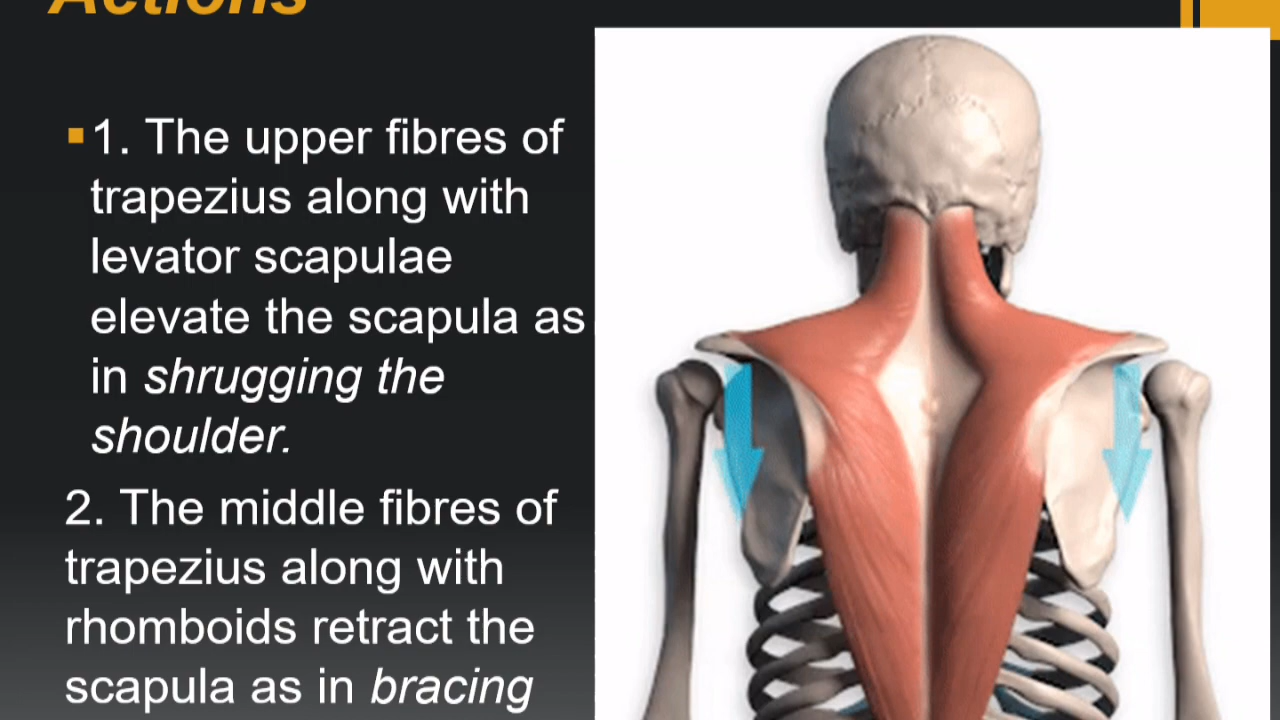 Actions
1. The upper fibres of
trapezius along with
levator scapulae
elevate the scapula as
in shrugging the
shoulder.
2. The middle fibres of
trapezius along with
rhomboids retract the
scapula as in bracing